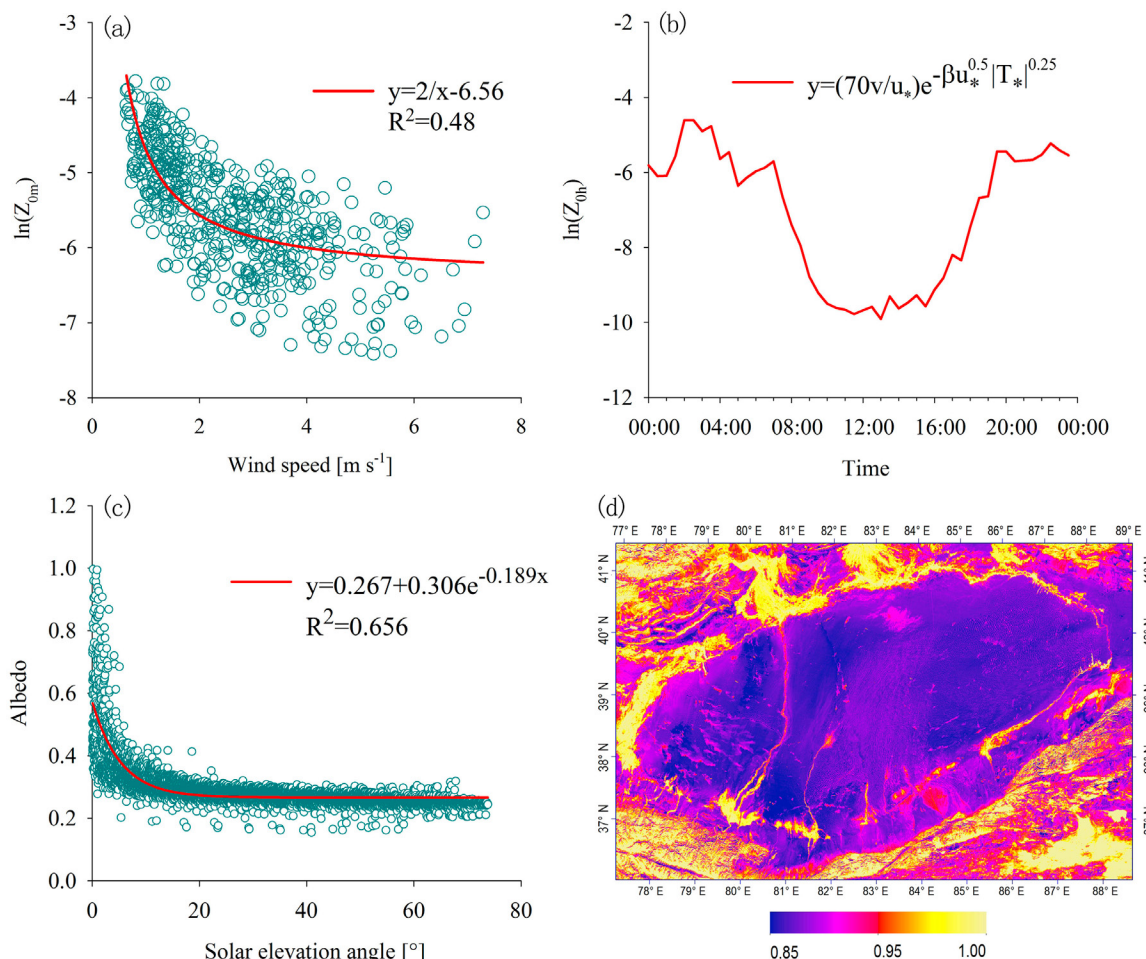 (a)
-3
-4
-5
-6
-7
-8
ln(Z0m)
y=2/x-6.56
R²=0.48
0 2 4 6 8
Wind speed [m s⁻¹]
(b)
-2
-4
-6
-8
-10
-12
ln(Z0h)
y=(70v/u*)e^-βu*^0.5 |T*|^0.25
00:00 04:00 08:00 12:00 16:00 20:00 00:00
Time
(c)
1.2
1.0
0.8
0.6
0.4
0.2
0.0
Albedo
y=0.267+0.306e^-0.189x
R²=0.656
0 20 40 60 80
Solar elevation angle [°]
(d)
77° E 78° E 79° E 80° E 81° E 82° E 83° E 84° E 85° E 86° E 87° E 88° E 89° E
41° N
40° N
39° N
38° N
37° N
78° E 79° E 80° E 81° E 82° E 83° E 84° E 85° E 86° E 87° E 88° E
0.85 0.95 1.00